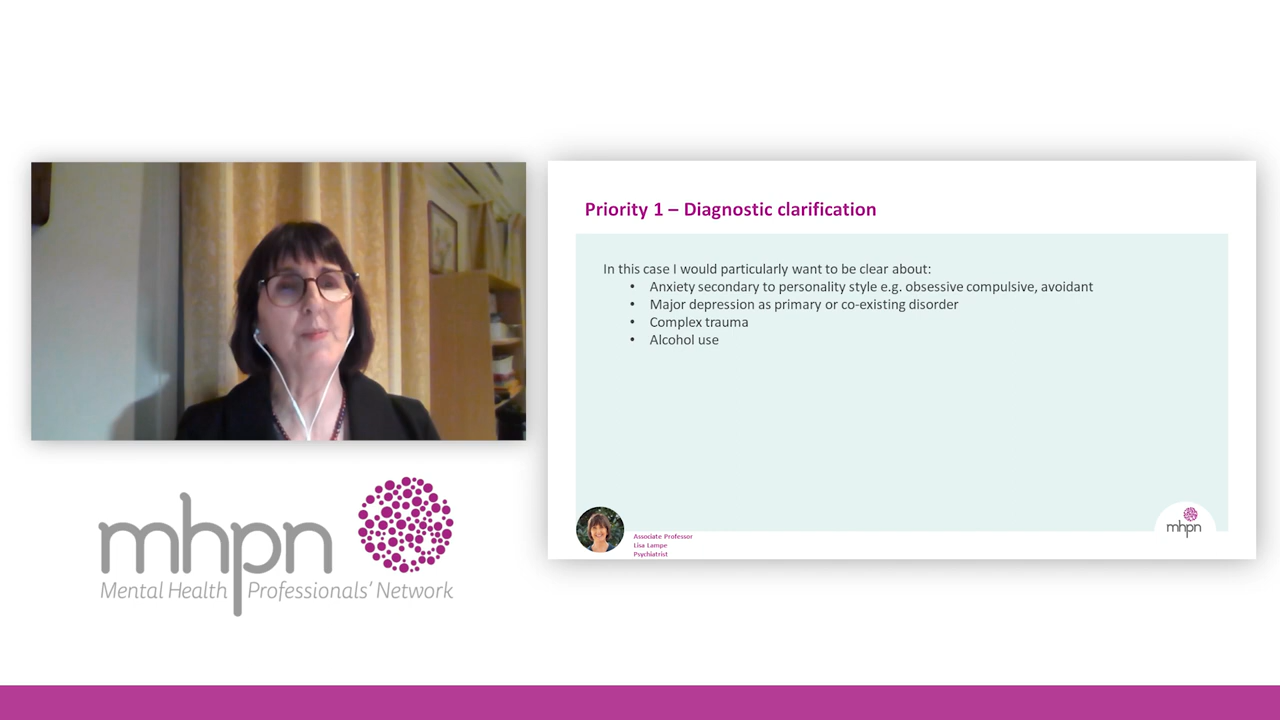 Priority 1 – Diagnostic clarification
In this case I would particularly want to be clear about:
• Anxiety secondary to personality style e.g. obsessive compulsive, avoidant
• Major depression as primary or co-existing disorder
• Complex trauma
• Alcohol use
Associate Professor
Lisa Lampe
Psychiatrist
mhpn
mhpn
Mental Health Professionals' Network